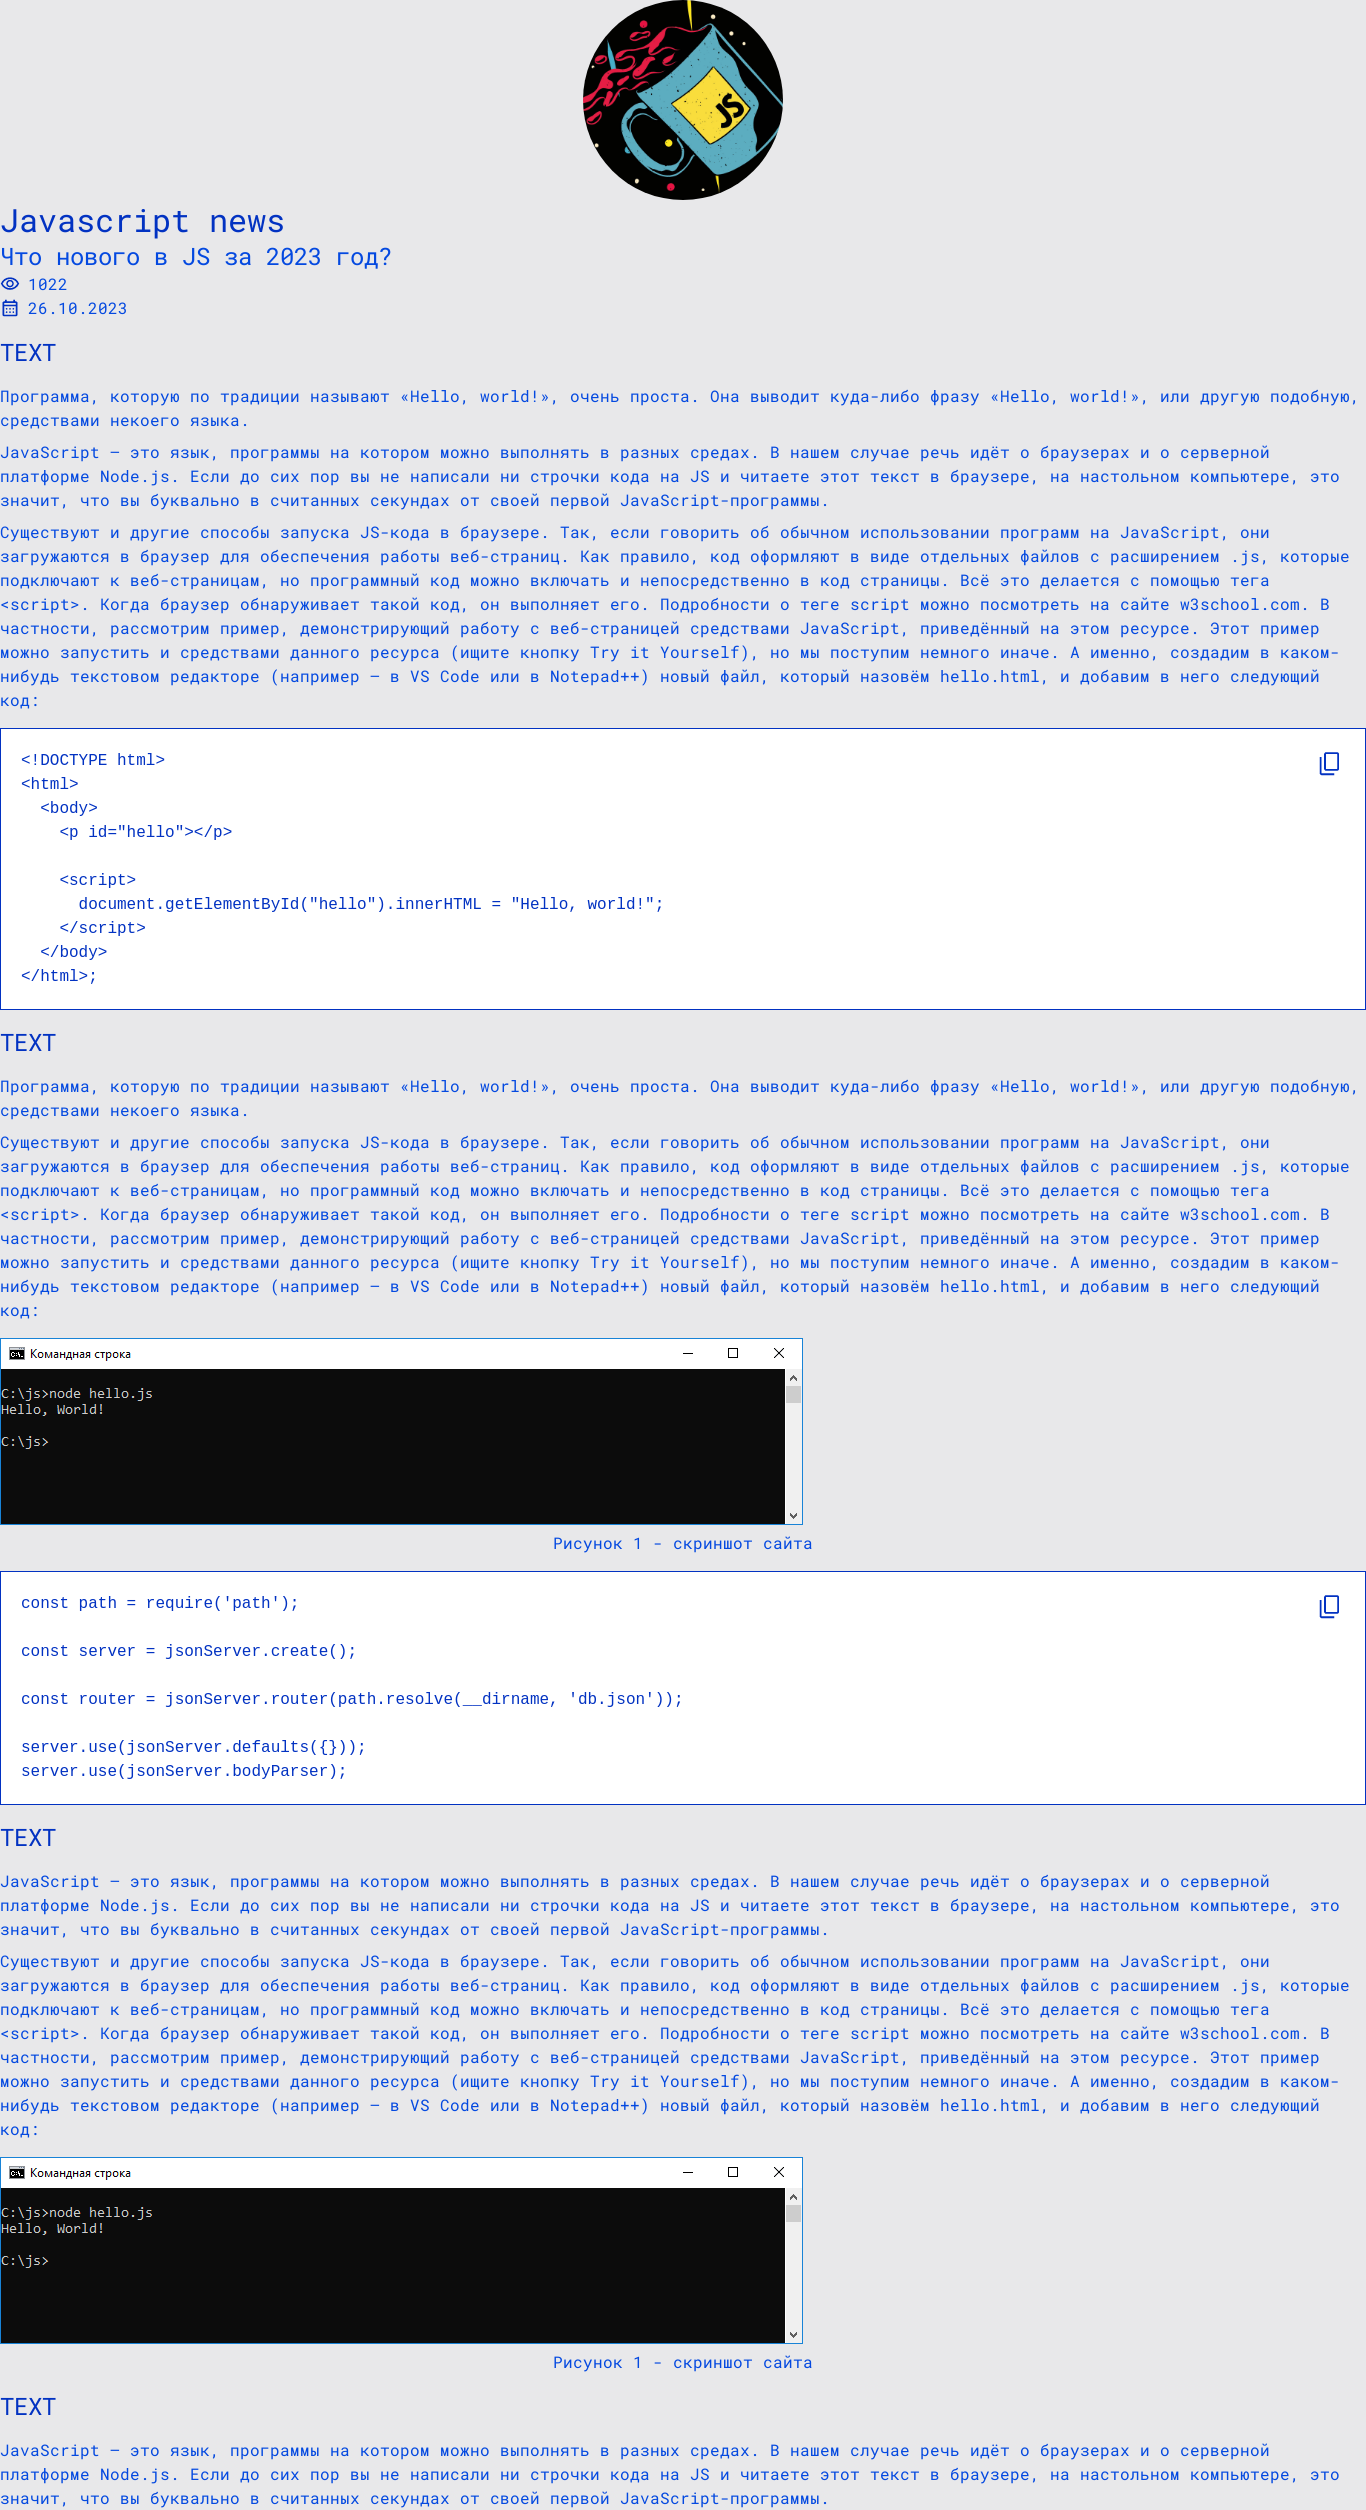 JS
Javascript news
Что нового в JS за 2023 год?
1022
26.10.2023
TEXT
Программа, которую по традиции называют «Hello, world!», очень проста. Она выводит куда-либо фразу «Hello, world!», или другую подобную,
средствами некоего языка.
JavaScript — это язык, программы на котором можно выполнять в разных средах. В нашем случае речь идёт о браузерах и о серверной
платформе Node.js. Если до сих пор вы не написали ни строчки кода на JS и читаете этот текст в браузере, на настольном компьютере, это
значит, что вы буквально в считанных секундах от своей первой JavaScript-программы.
Существуют и другие способы запуска JS-кода в браузере. Так, если говорить об обычном использовании программ на JavaScript, они
загружаются в браузер для обеспечения работы веб-страниц. Как правило, код оформляют в виде отдельных файлов с расширением .js, которые
подключают к веб-страницам, но программный код можно включать и непосредственно в код страницы. Всё это делается с помощью тега
<script>. Когда браузер обнаруживает такой код, он выполняет его. Подробности о теге script можно посмотреть на сайте w3school.com. В
частности, рассмотрим пример, демонстрирующий работу с веб-страницей средствами JavaScript, приведённый на этом ресурсе. Этот пример
можно запустить и средствами данного ресурса (ищите кнопку Try it Yourself), но мы поступим немного иначе. А именно, создадим в каком-
нибудь текстовом редакторе (например — в VS Code или в Notepad++) новый файл, который назовём hello.html, и добавим в него следующий
код:
<!DOCTYPE html>
<html>
  <body>
    <p id="hello"></p>

    <script>
      document.getElementById("hello").innerHTML = "Hello, world!";
    </script>
  </body>
</html>;
TEXT
Программа, которую по традиции называют «Hello, world!», очень проста. Она выводит куда-либо фразу «Hello, world!», или другую подобную,
средствами некоего языка.
Существуют и другие способы запуска JS-кода в браузере. Так, если говорить об обычном использовании программ на JavaScript, они
загружаются в браузер для обеспечения работы веб-страниц. Как правило, код оформляют в виде отдельных файлов с расширением .js, которые
подключают к веб-страницам, но программный код можно включать и непосредственно в код страницы. Всё это делается с помощью тега
<script>. Когда браузер обнаруживает такой код, он выполняет его. Подробности о теге script можно посмотреть на сайте w3school.com. В
частности, рассмотрим пример, демонстрирующий работу с веб-страницей средствами JavaScript, приведённый на этом ресурсе. Этот пример
можно запустить и средствами данного ресурса (ищите кнопку Try it Yourself), но мы поступим немного иначе. А именно, создадим в каком-
нибудь текстовом редакторе (например — в VS Code или в Notepad++) новый файл, который назовём hello.html, и добавим в него следующий
код:
C:\. Командная строка
C:\js>node hello.js
Hello, World!
C:\js>
Рисунок 1 - скриншот сайта
const path = require('path');

const server = jsonServer.create();

const router = jsonServer.router(path.resolve(__dirname, 'db.json'));

server.use(jsonServer.defaults({}));
server.use(jsonServer.bodyParser);
TEXT
JavaScript — это язык, программы на котором можно выполнять в разных средах. В нашем случае речь идёт о браузерах и о серверной
платформе Node.js. Если до сих пор вы не написали ни строчки кода на JS и читаете этот текст в браузере, на настольном компьютере, это
значит, что вы буквально в считанных секундах от своей первой JavaScript-программы.
Существуют и другие способы запуска JS-кода в браузере. Так, если говорить об обычном использовании программ на JavaScript, они
загружаются в браузер для обеспечения работы веб-страниц. Как правило, код оформляют в виде отдельных файлов с расширением .js, которые
подключают к веб-страницам, но программный код можно включать и непосредственно в код страницы. Всё это делается с помощью тега
<script>. Когда браузер обнаруживает такой код, он выполняет его. Подробности о теге script можно посмотреть на сайте w3school.com. В
частности, рассмотрим пример, демонстрирующий работу с веб-страницей средствами JavaScript, приведённый на этом ресурсе. Этот пример
можно запустить и средствами данного ресурса (ищите кнопку Try it Yourself), но мы поступим немного иначе. А именно, создадим в каком-
нибудь текстовом редакторе (например — в VS Code или в Notepad++) новый файл, который назовём hello.html, и добавим в него следующий
код:
C:\. Командная строка
C:\js>node hello.js
Hello, World!
C:\js>
Рисунок 1 - скриншот сайта
TEXT
JavaScript — это язык, программы на котором можно выполнять в разных средах. В нашем случае речь идёт о браузерах и о серверной
платформе Node.js. Если до сих пор вы не написали ни строчки кода на JS и читаете этот текст в браузере, на настольном компьютере, это
значит, что вы буквально в считанных секундах от своей первой JavaScript-программы.